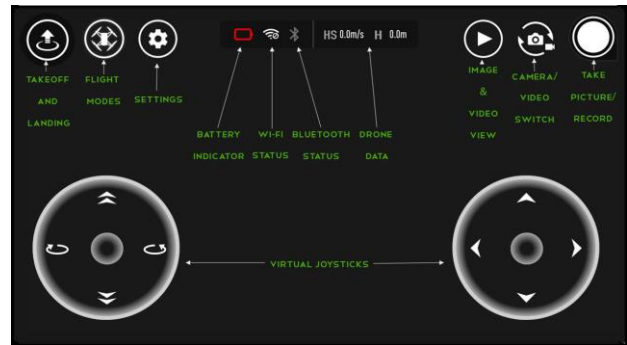 HS 0.0m/s H 0.0m
TAKEOFF
AND
LANDING
FLIGHT
MODES
SETTINGS
BATTERY
INDICATOR
WI-FI
STATUS
BLUETOOTH
STATUS
DRONE
DATA
IMAGE
&
VIDEO
VIEW
CAMERA/
VIDEO
SWITCH
TAKE
PICTURE/
RECORD
VIRTUAL JOYSTICKS